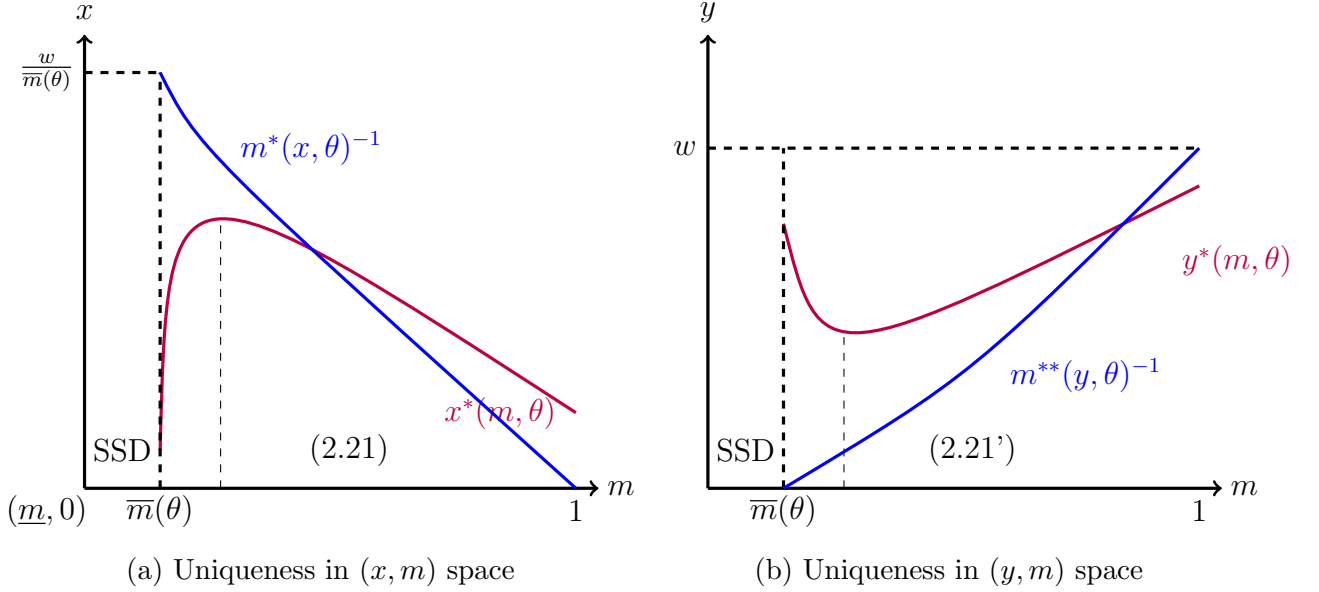 x
w
m̅(θ)
m*(x, θ)⁻¹
x*(m, θ)
SSD
(2.21)
m
(m̲, 0)
m̅(θ)
1
(a) Uniqueness in (x, m) space
y
w
y*(m, θ)
m**(y, θ)⁻¹
SSD
(2.21’)
m
m̅(θ)
1
(b) Uniqueness in (y, m) space